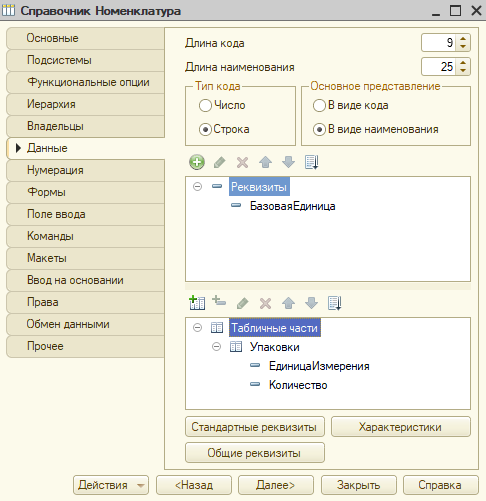 Справочник Номенклатура
Основные
Подсистемы
Функциональные опции
Иерархия
Владельцы
Данные
Нумерация
Формы
Поле ввода
Команды
Макеты
Ввод на основании
Права
Обмен данными
Прочее
Длина кода 9
Длина наименования 25
Тип кода
Число
Строка
Основное представление
В виде кода
В виде наименования
Реквизиты
БазоваяЕдиница
Табличные части
Упаковки
ЕдиницаИзмерения
Количество
Стандартные реквизиты
Характеристики
Общие реквизиты
Действия
<Назад
Далее>
Закрыть
Справка